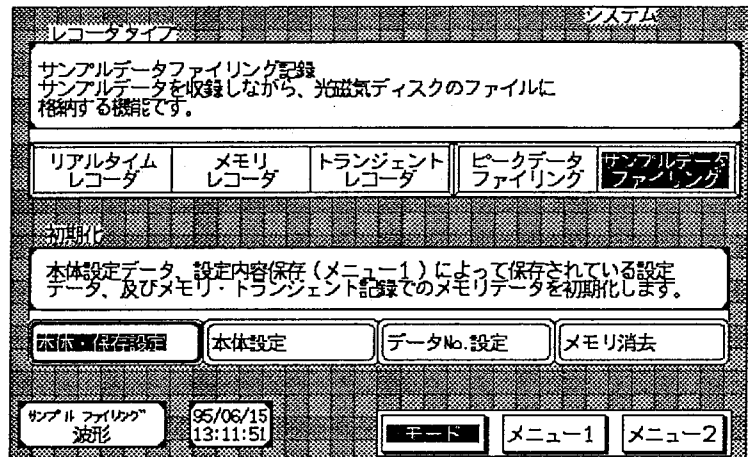 システム
レコーダタイプ
サンプルデータファイリング記録
サンプルデータを収録しながら、光磁気ディスクのファイルに
格納する機能です。
リアルタイム
レコーダ
メモリ
レコーダ
トランジェント
レコーダ
ピークデータ
ファイリング
サンプルデータ
ファイリング
初期化
本体設定データ、設定内容保存(メニュー1)によって保存されている設定
データ、及びメモリ・トランジェント記録でのメモリデータを初期化します。
本体・保存設定
本体設定
データNo.設定
メモリ消去
サンプル ファイリング
波形
95/06/15
13:11:51
モード
メニュー1
メニュー2